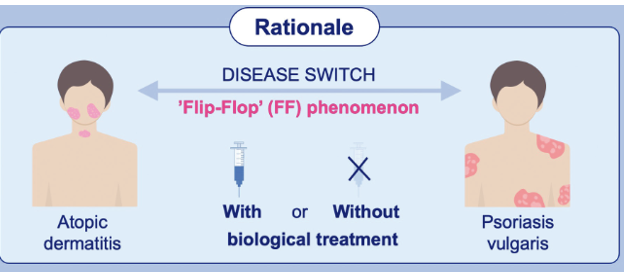 Rationale
DISEASE SWITCH
’Flip-Flop’ (FF) phenomenon
With or Without
biological treatment
Atopic
dermatitis
Psoriasis
vulgaris